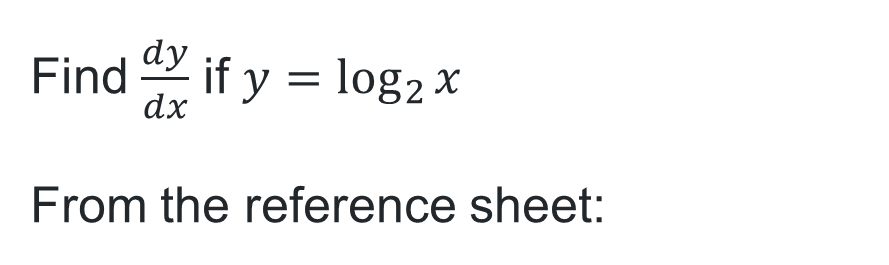 Find dy/dx if y = log₂ x
From the reference sheet: